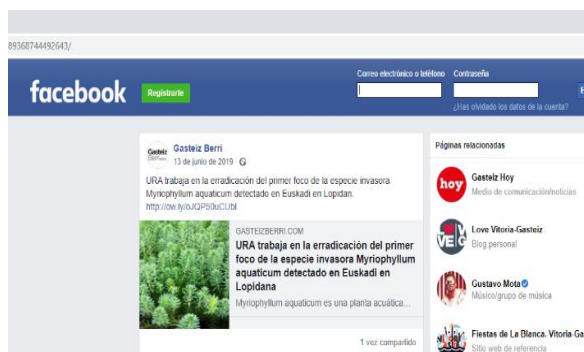 89368744492643/
Correo electrónico o teléfono Contraseña
facebook Registrarte
¿Has olvidado los datos de la cuenta?
Gasteiz Berri
13 de junio de 2019
URA trabaja en la erradicación del primer foco de la especie invasora
Myriophyllum aquaticum detectado en Euskadi en Lopidan.
GASTEIZBERRI.COM
URA trabaja en la erradicación del primer
foco de la especie invasora Myriophyllum
aquaticum detectado en Euskadi en
Lopidana
Myriophyllum aquaticum es una planta acuática...
1 vez compartido
Páginas relacionadas
hoy
Gasteiz Hoy
Medio de comunicación/noticias
Love Vitoria-Gasteiz
Blog personal
Gustavo Mota
Músico/grupo de música
Fiestas de La Blanca. Vitoria-Ga
Sitio web de referencia